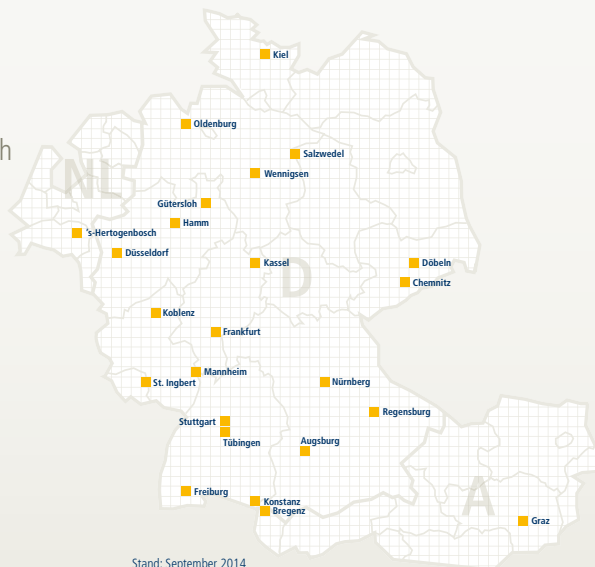 Kiel
Oldenburg
h
Salzwedel
Wennigsen
NL
Gütersloh
Hamm
's-Hertogenbosch
Düsseldorf
Kassel
D
Döbeln
Chemnitz
Koblenz
Frankfurt
Mannheim
St. Ingbert
Nürnberg
Regensburg
Stuttgart
Tübingen
Augsburg
Freiburg
Konstanz
Bregenz
A
Graz
Stand: September 2014